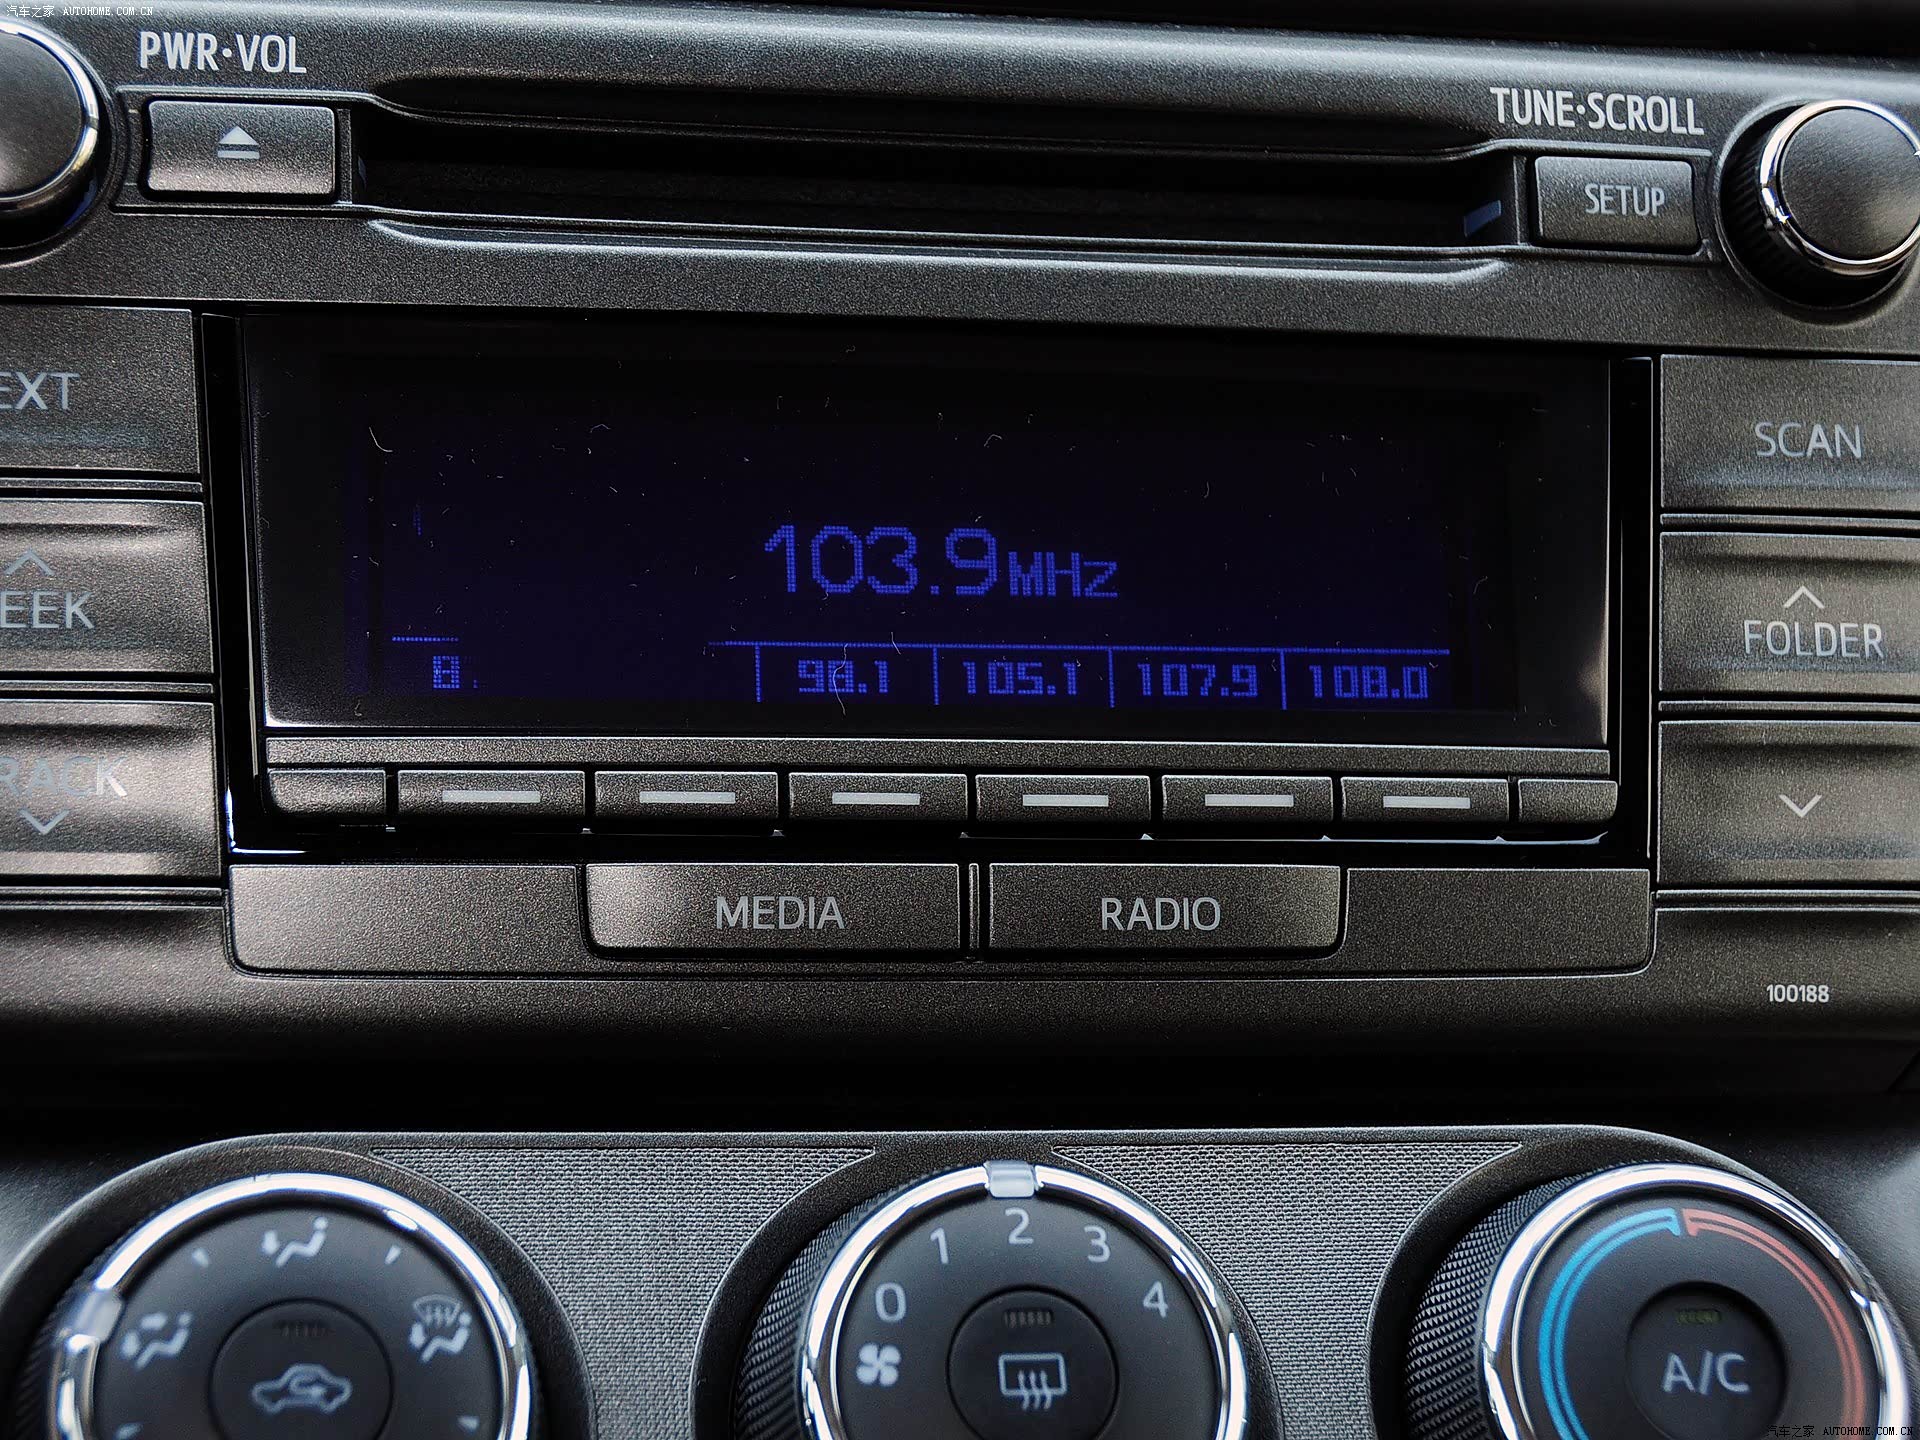 汽车之家 AUTOHOME.COM.CN
PWR·VOL
TUNE·SCROLL
SETUP
EXT
SCAN
103.9MHz
EEK
FOLDER
8
98.1
105.1
107.9
108.0
RACK
MEDIA
RADIO
100188
0
1
2
3
4
A/C
汽车之家 AUTOHOME.COM.CN